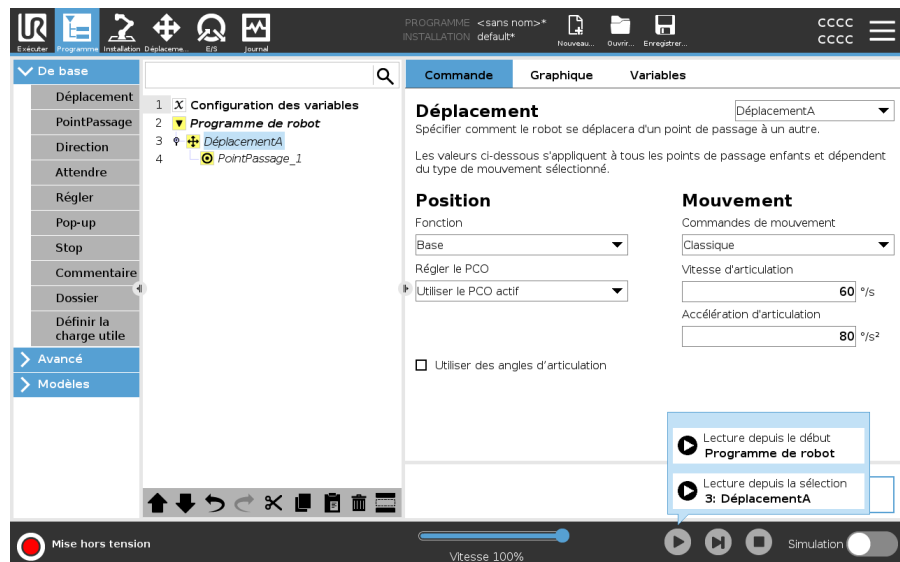 PROGRAMME <sans nom>*
INSTALLATION default*
CCCC
CCCC
UR
Exécuter
Programme
Installation
Déplaceme...
E/S
Journal
Nouveau...
Ouvrir...
Enregistrer...
De base
Déplacement
PointPassage
Direction
Attendre
Régler
Pop-up
Stop
Commentaire
Dossier
Définir la
charge utile
Avancé
Modèles
1 X Configuration des variables
2 Programme de robot
3 DéplacementA
4 PointPassage_1
Commande Graphique Variables
Déplacement
DéplacementA
Spécifier comment le robot se déplacera d'un point de passage à un autre.
Les valeurs ci-dessous s'appliquent à tous les points de passage enfants et dépendent
du type de mouvement sélectionné.
Position
Fonction
Base
Régler le PCO
Utiliser le PCO actif
Utiliser des angles d'articulation
Mouvement
Commandes de mouvement
Classique
Vitesse d'articulation
60 °/s
Accélération d'articulation
80 °/s²
Lecture depuis le début
Programme de robot
Lecture depuis la sélection
3: DéplacementA
Mise hors tension
Vitesse 100%
Simulation